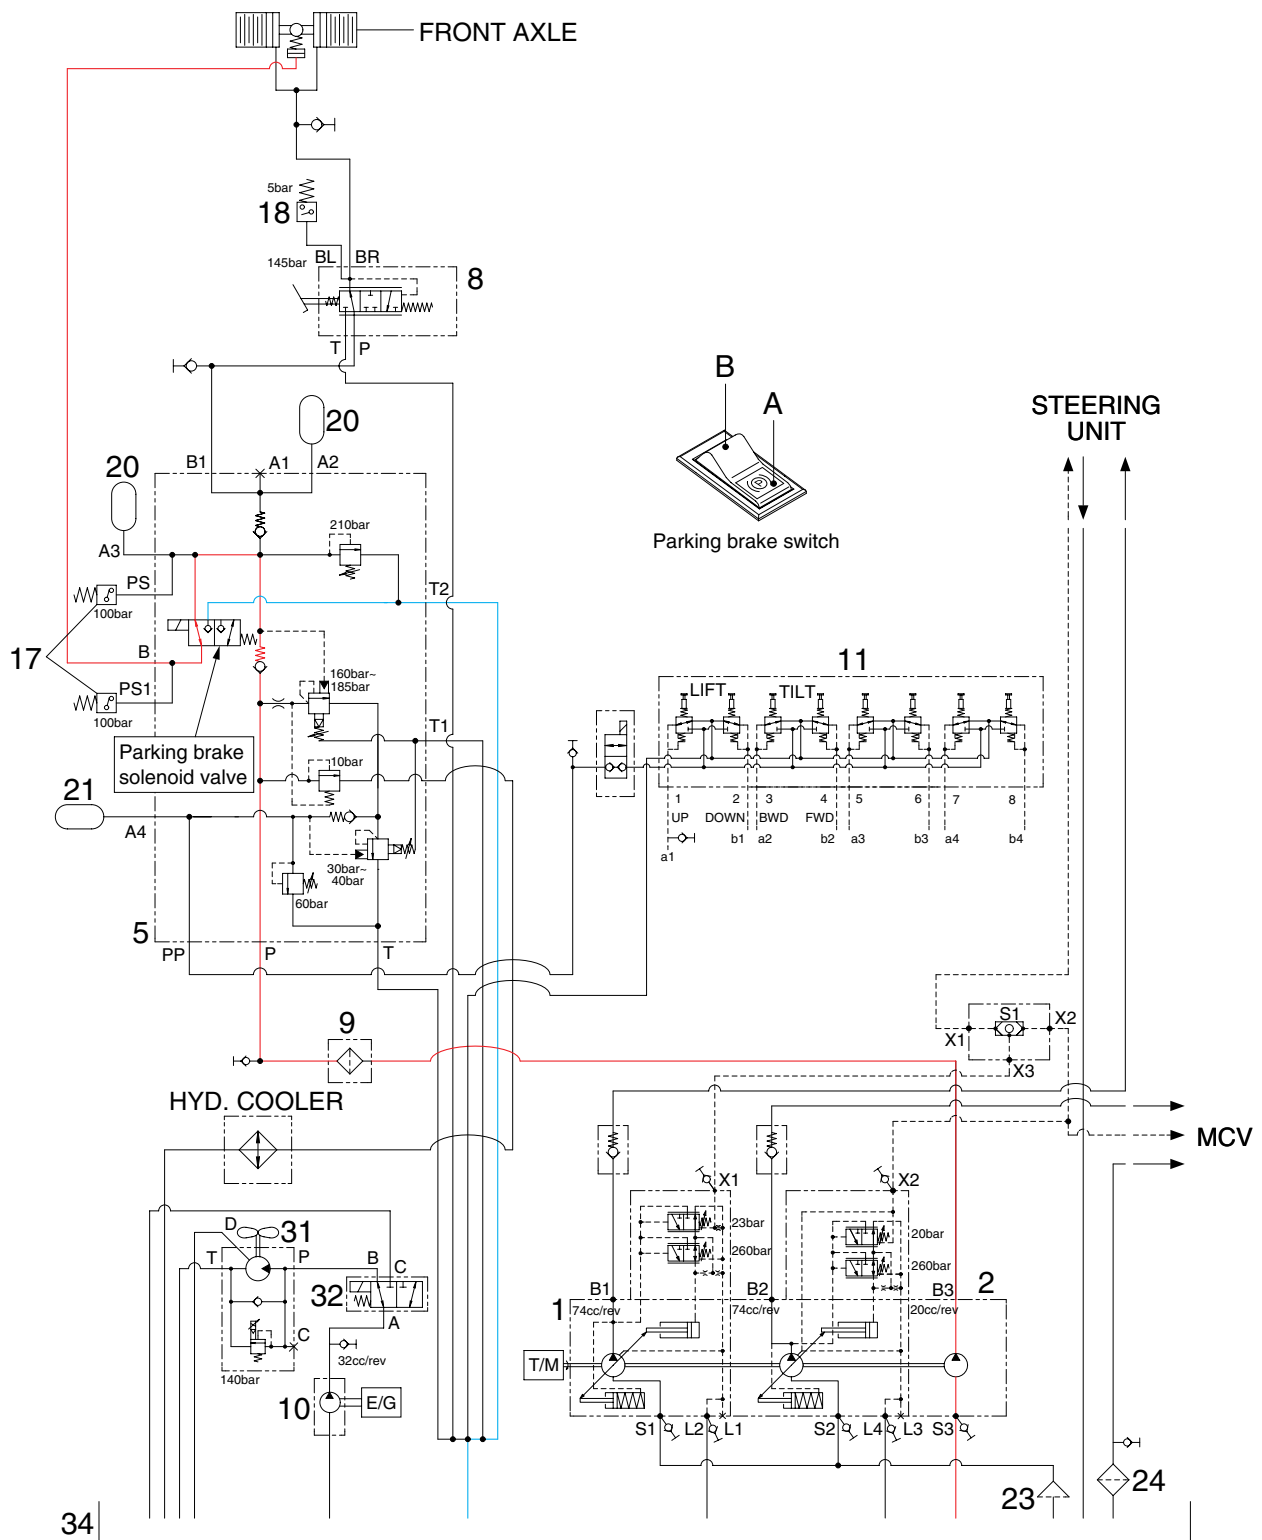 FRONT AXLE
5bar
18
BL BR
145bar
8
T P
B
A
STEERING
UNIT
20
20
B1 A1 A2
210bar
Parking brake switch
A3
PS
T2
100bar
17
B
11
PS1
160bar~
185bar
LIFT TILT
100bar
T1
Parking brake
solenoid valve
10bar
21
1 2 3 4 5 6 7 8
UP DOWN BWD FWD
A4
a1 b1 a2 b2 a3 b3 a4 b4
30bar~
40bar
60bar
5
PP P T
9
S1
X1 X2
X3
HYD. COOLER
MCV
X1 X2
D 31
23bar 20bar
T P
B C
260bar 260bar
32
B1 B2 B3 2
1 74cc/rev 74cc/rev 20cc/rev
A
C
32cc/rev
140bar
T/M
10 E/G
S1 L2 L1 S2 L4 L3 S3
23 24
34